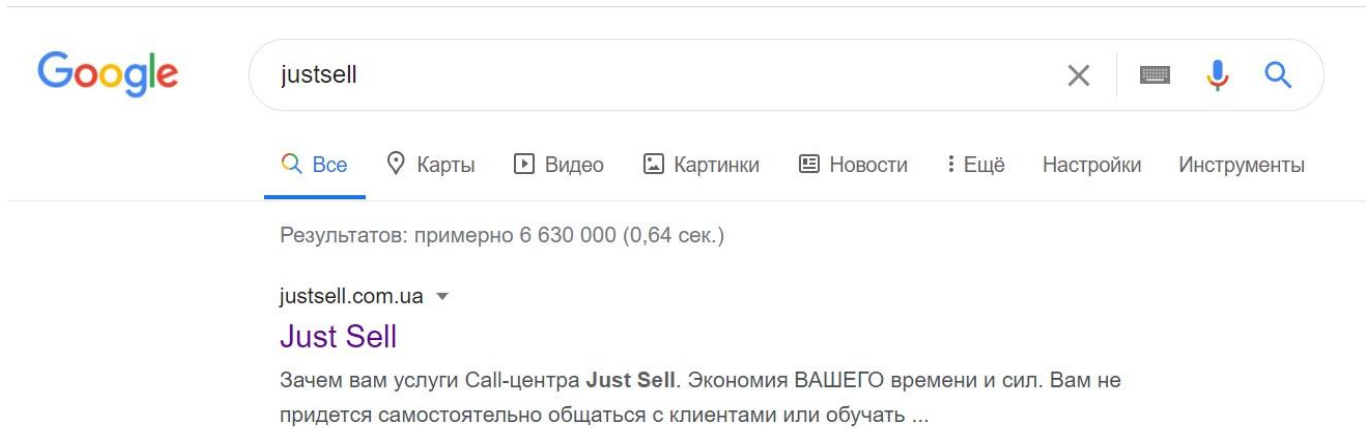 Google justsell
Все Карты Видео Картинки Новости Ещё Настройки Инструменты
Результатов: примерно 6 630 000 (0,64 сек.)
justsell.com.ua
Just Sell
Зачем вам услуги Call-центра Just Sell. Экономия ВАШЕГО времени и сил. Вам не
придется самостоятельно общаться с клиентами или обучать ...